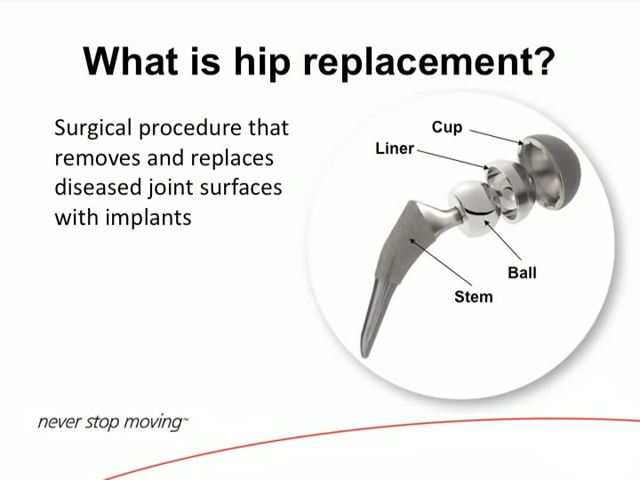 What is hip replacement?
Surgical procedure that
removes and replaces
diseased joint surfaces
with implants
Cup
Liner
Ball
Stem
never stop moving™